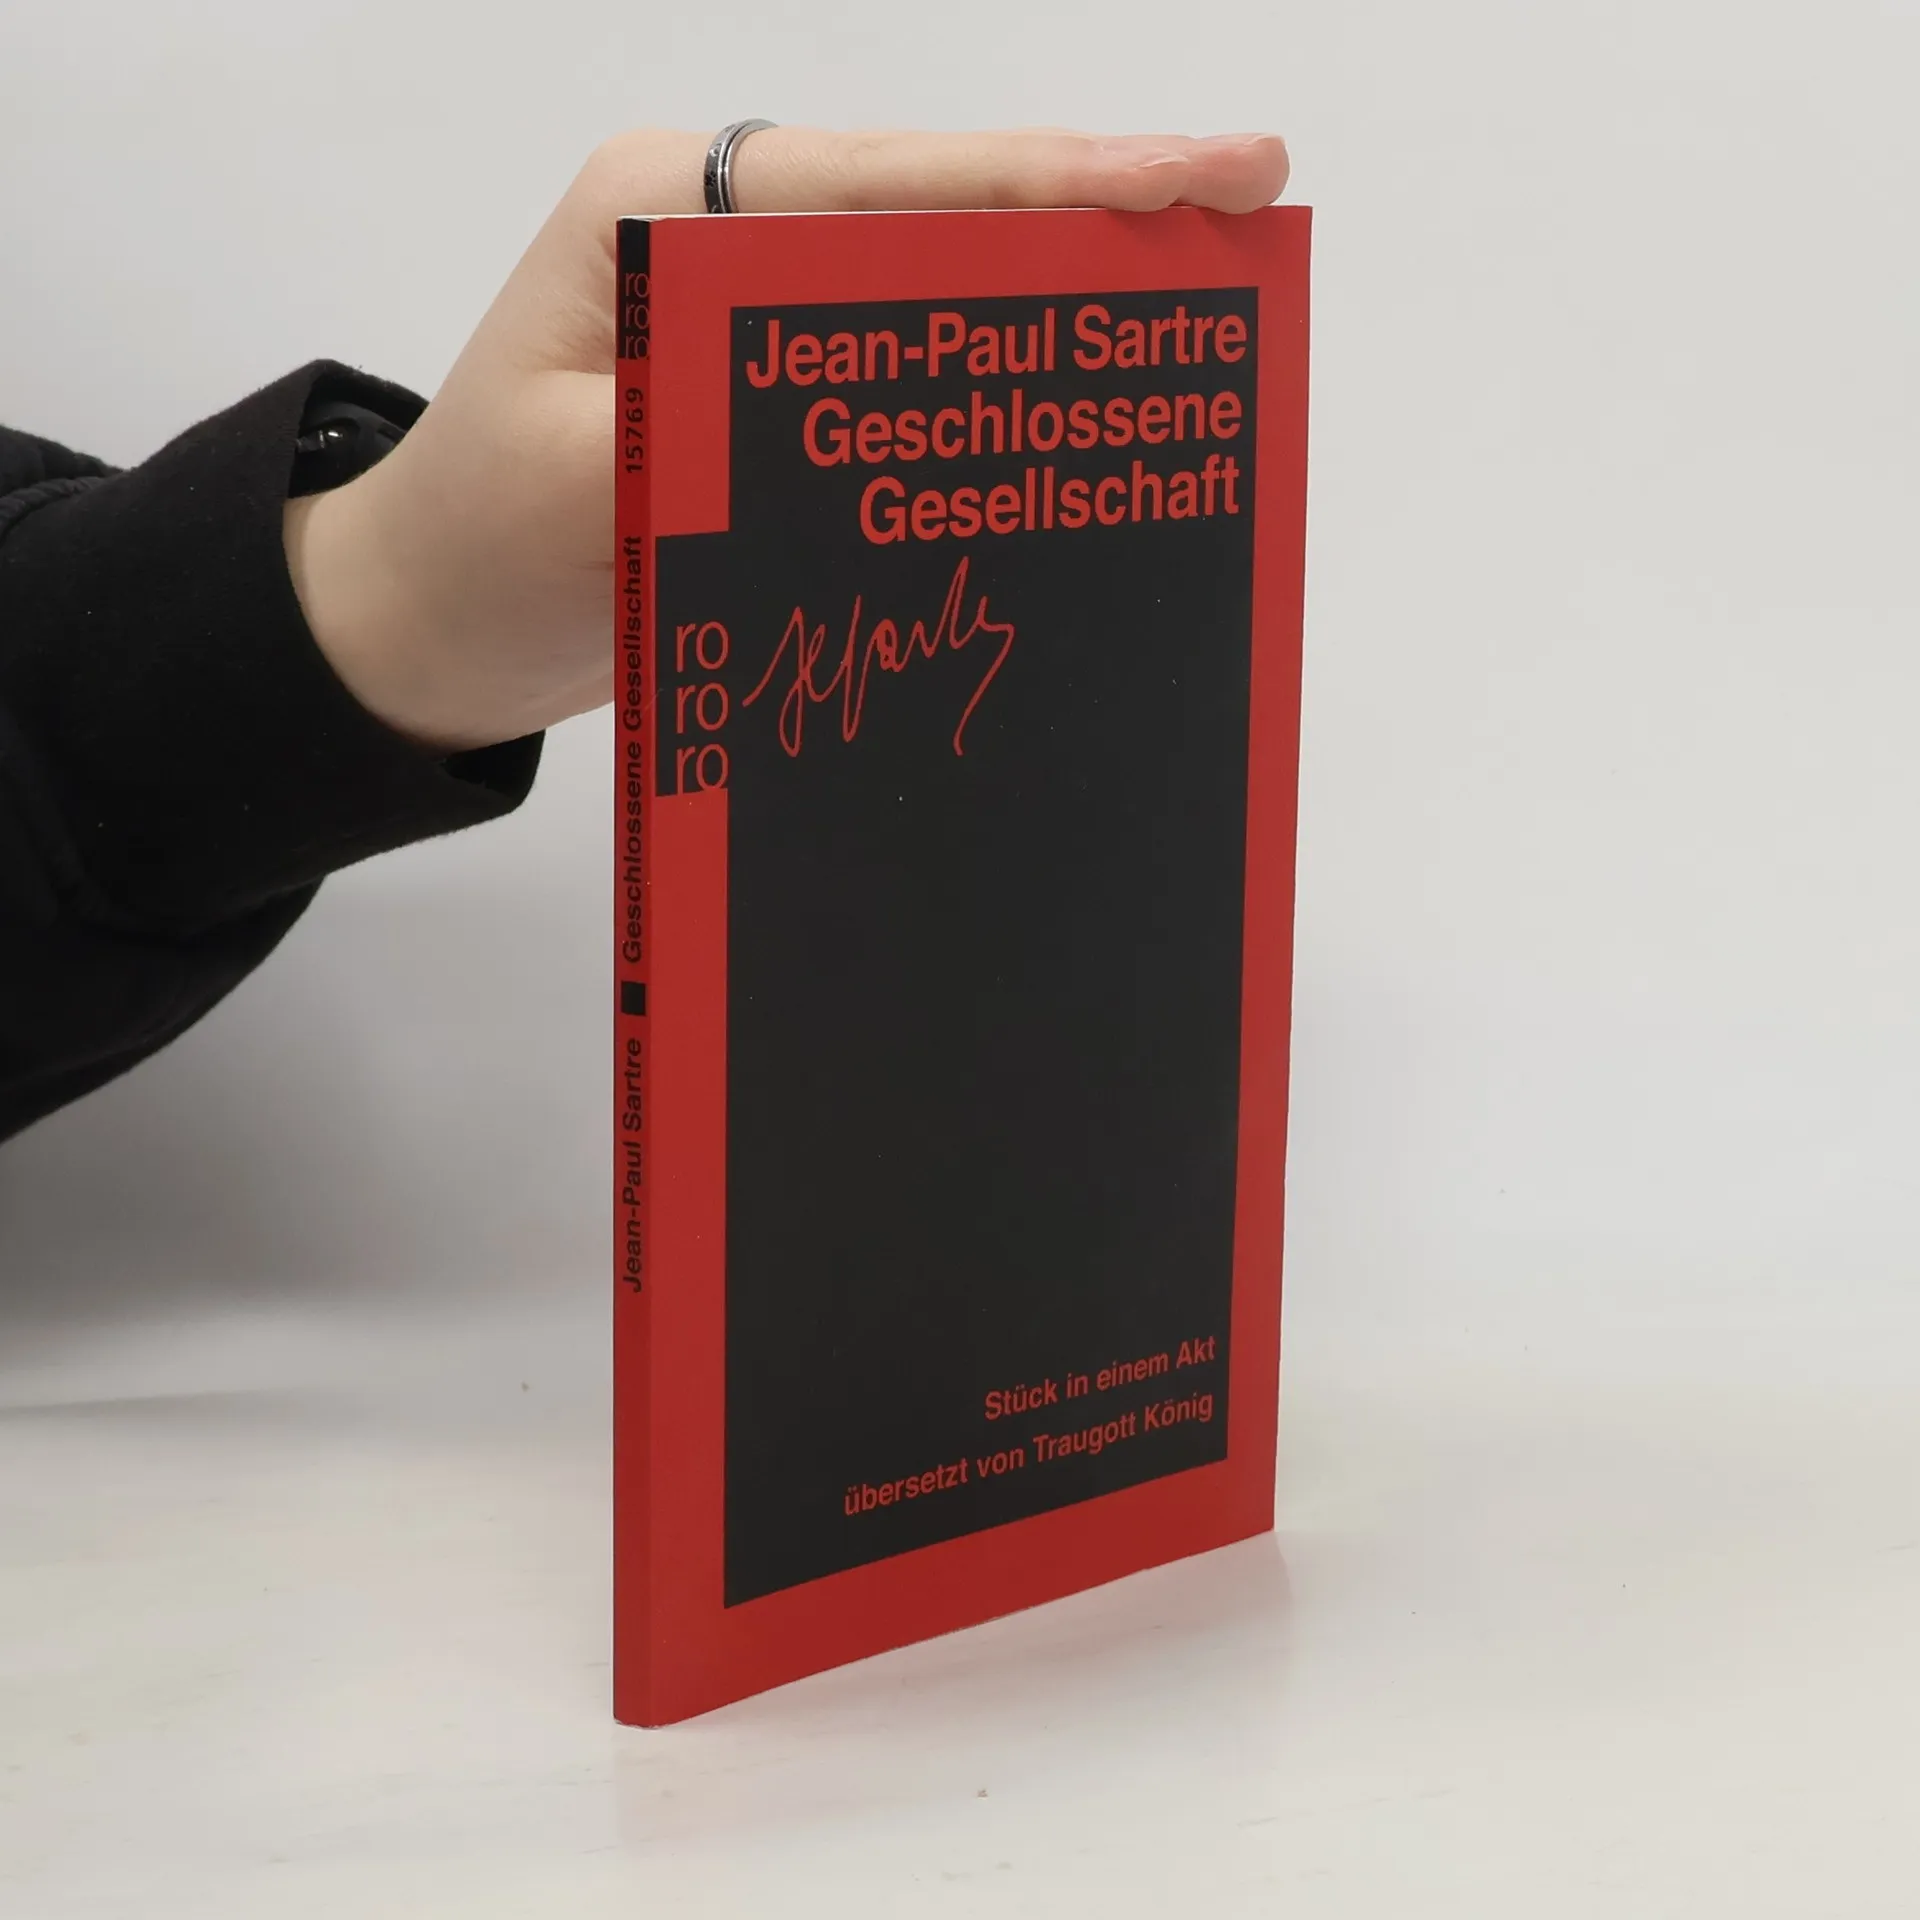 Jean-Paul Sartre
Geschlossene
Gesellschaft
ro
ro
ro
Stück in einem Akt
übersetzt von Traugott König
ro
ro
ro
Jean-Paul Sartre Geschlossene Gesellschaft 15769